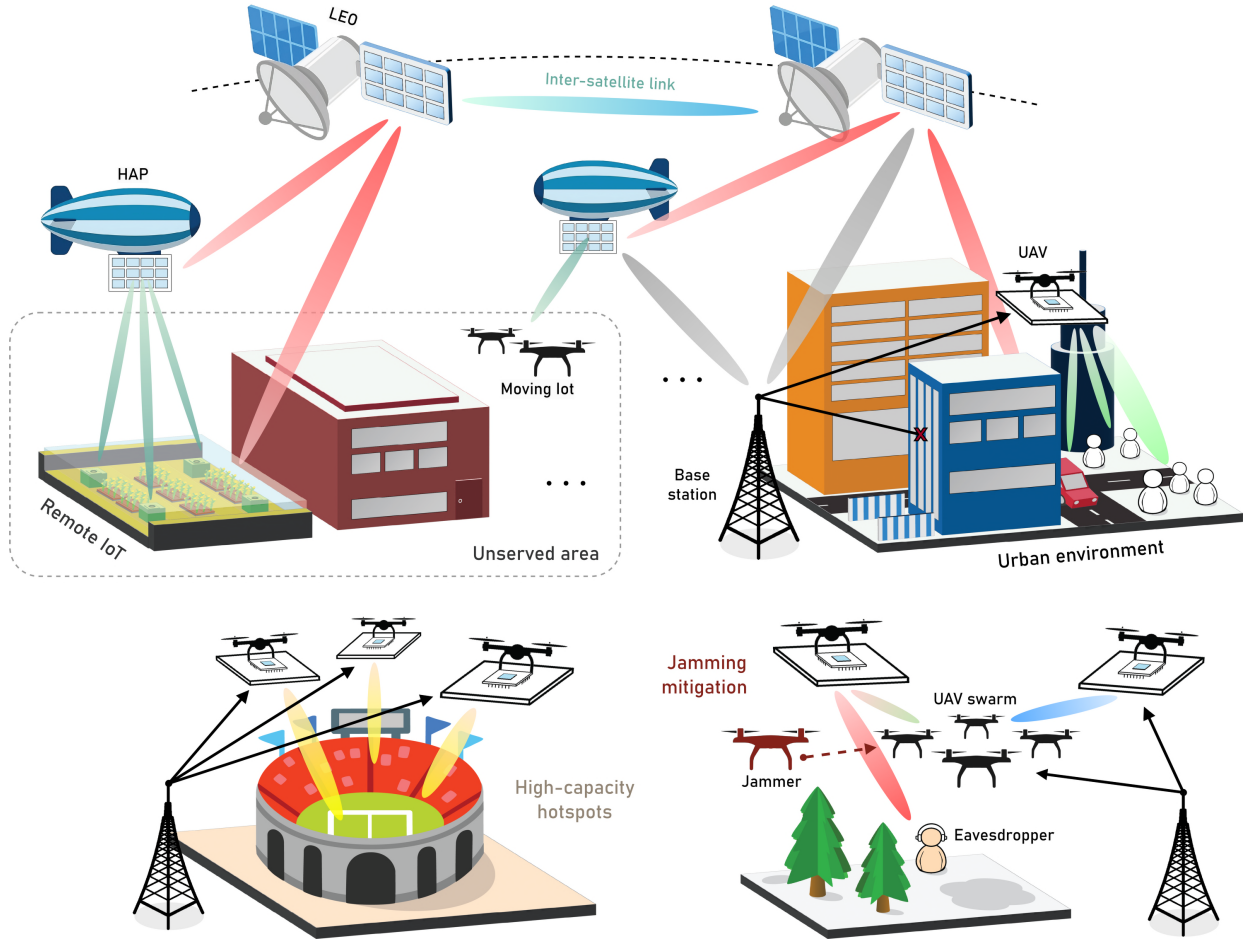 LEO
Inter-satellite link
HAP
UAV
Moving Iot
. . .
Base
station
. . .
Remote IoT
Unserved area
Urban environment
Jamming
mitigation
UAV swarm
Jammer
High-capacity
hotspots
Eavesdropper